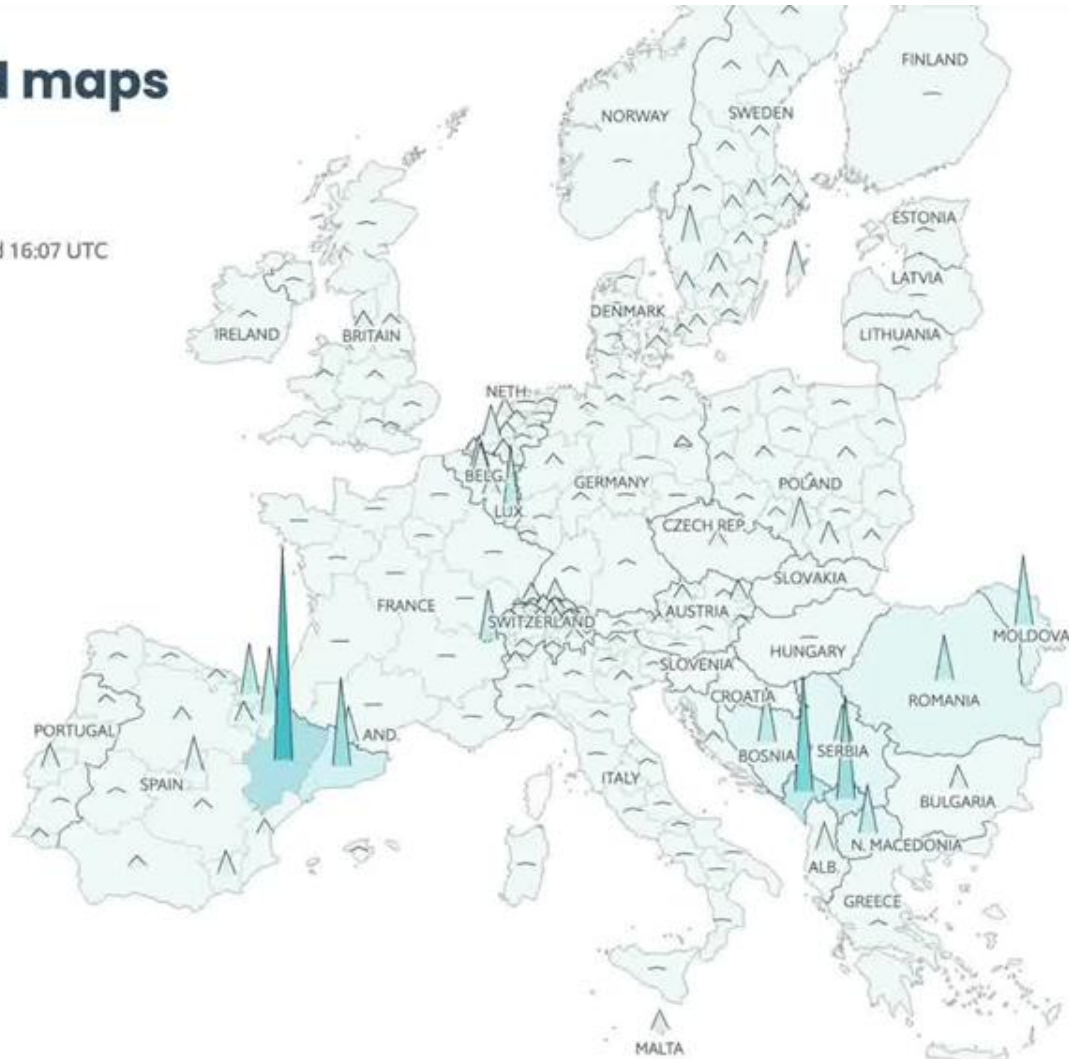 maps
16:07 UTC
FINLAND
NORWAY
SWEDEN
ESTONIA
LATVIA
LITHUANIA
DENMARK
IRELAND
BRITAIN
NETH.
BELG.
LUX.
GERMANY
POLAND
CZECH REP.
SLOVAKIA
FRANCE
SWITZERLAND
AUSTRIA
HUNGARY
MOLDOVA
SLOVENIA
CROATIA
ROMANIA
PORTUGAL
AND.
BOSNIA
SERBIA
SPAIN
ITALY
BULGARIA
N. MACEDONIA
ALB.
GREECE
MALTA